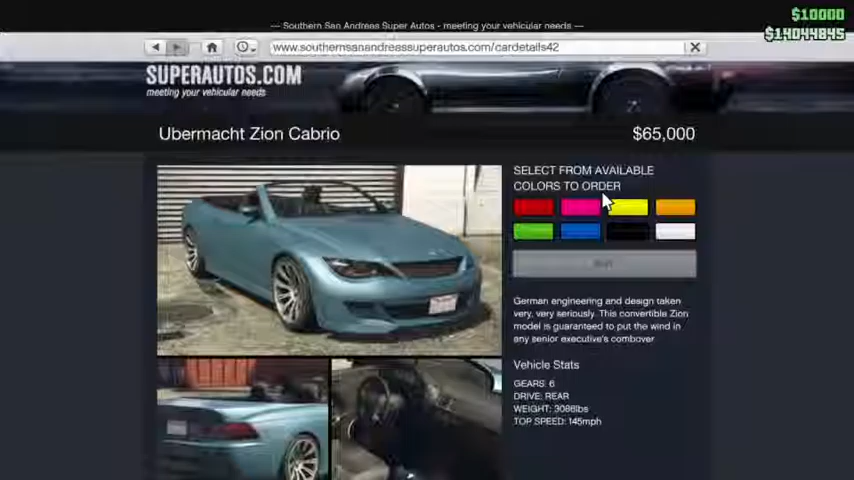 $10000
— Southern San Andreas Super Autos - meeting your vehicular needs —
$14044845
www.southernsanandreassuperautos.com/cardetails42
SUPERAUTOS.COM
meeting your vehicular needs
Ubermacht Zion Cabrio
$65,000
SELECT FROM AVAILABLE
COLORS TO ORDER
German engineering and design taken
very, very seriously. This convertible Zion
model is guaranteed to put the wind in
any senior executive's combover
Vehicle Stats
GEARS: 6
DRIVE: REAR
WEIGHT: 3086lbs
TOP SPEED: 145mph